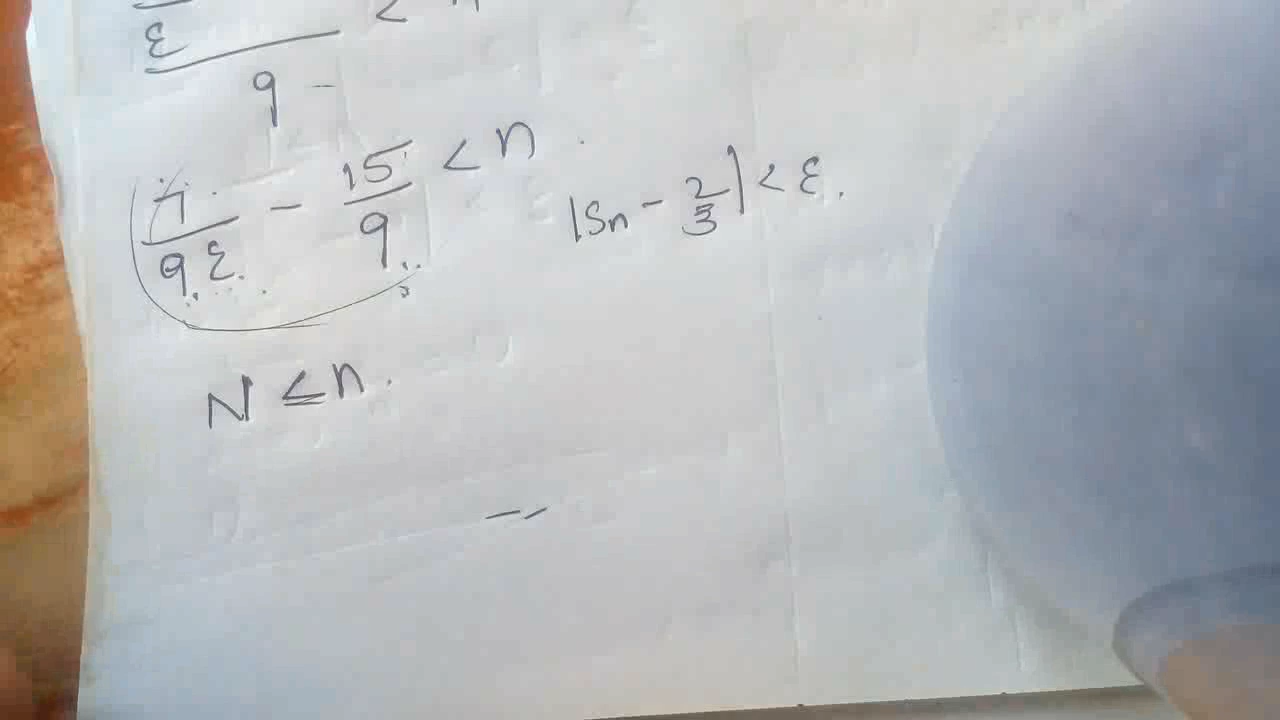 ε < n
9 -
7/9ε - 15/9 < n
|Sn - 2/3| < ε.
N ≤ n.